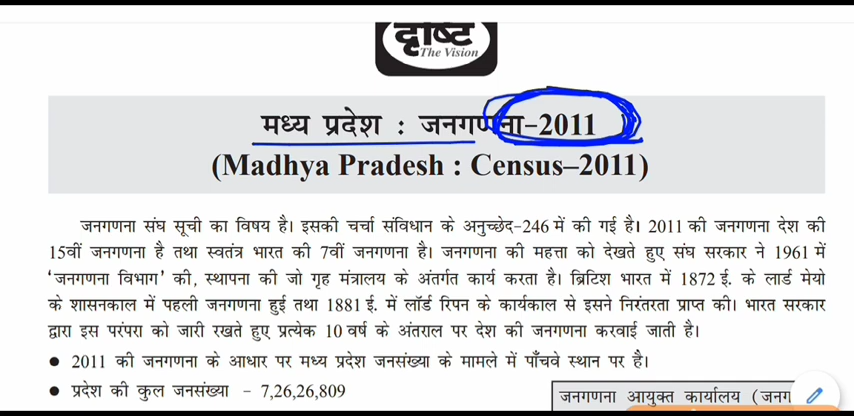 दृष्टि
The Vision
मध्य प्रदेश : जनगणना-2011
(Madhya Pradesh : Census–2011)
जनगणना संघ सूची का विषय है। इसकी चर्चा संविधान के अनुच्छेद-246 में की गई है। 2011 की जनगणना देश की
15वीं जनगणना है तथा स्वतंत्र भारत की 7वीं जनगणना है। जनगणना की महत्ता को देखते हुए संघ सरकार ने 1961 में
‘जनगणना विभाग’ की, स्थापना की जो गृह मंत्रालय के अंतर्गत कार्य करता है। ब्रिटिश भारत में 1872 ई. के लार्ड मेयो
के शासनकाल में पहली जनगणना हुई तथा 1881 ई. में लॉर्ड रिपन के कार्यकाल से इसने निरंतरता प्राप्त की। भारत सरकार
द्वारा इस परंपरा को जारी रखते हुए प्रत्येक 10 वर्ष के अंतराल पर देश की जनगणना करवाई जाती है।
● 2011 की जनगणना के आधार पर मध्य प्रदेश जनसंख्या के मामले में पाँचवे स्थान पर है।
● प्रदेश की कुल जनसंख्या - 7,26,26,809
जनगणना आयुक्त कार्यालय (जनग